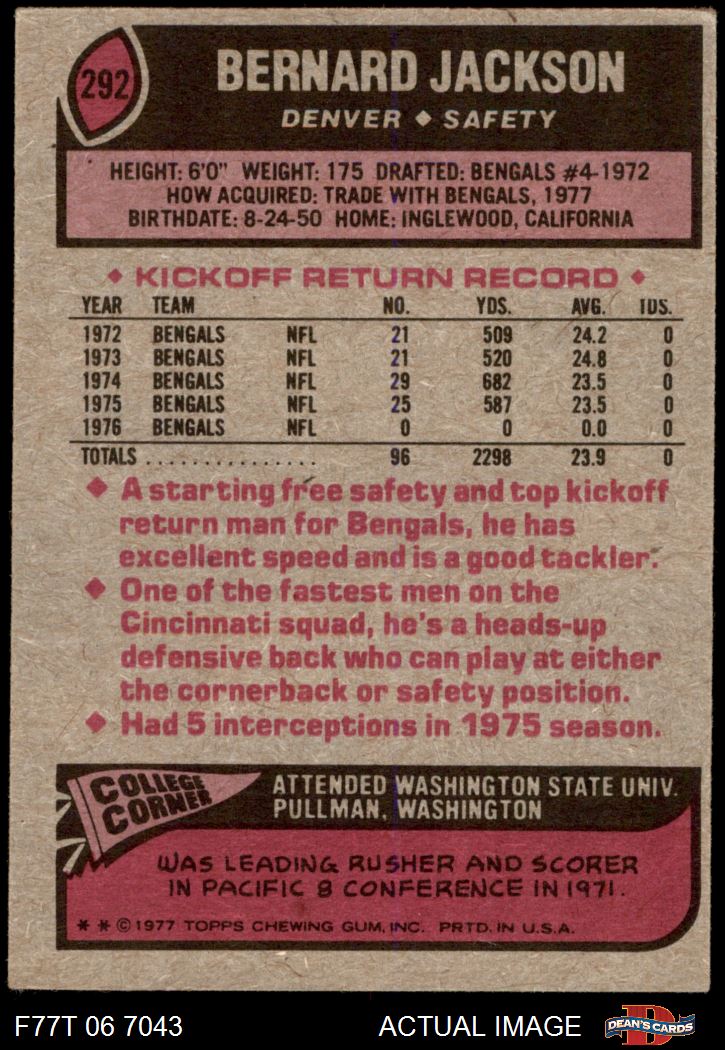 292
BERNARD JACKSON
DENVER ◆ SAFETY
HEIGHT: 6'0" WEIGHT: 175 DRAFTED: BENGALS #4-1972
HOW ACQUIRED: TRADE WITH BENGALS, 1977
BIRTHDATE: 8-24-50 HOME: INGLEWOOD, CALIFORNIA
◆ KICKOFF RETURN RECORD ◆
YEAR TEAM NO. YDS. AVG. TDS.
1972 BENGALS NFL 21 509 24.2 0
1973 BENGALS NFL 21 520 24.8 0
1974 BENGALS NFL 29 682 23.5 0
1975 BENGALS NFL 25 587 23.5 0
1976 BENGALS NFL 0 0 0.0 0
TOTALS ................ 96 2298 23.9 0
◆ A starting free safety and top kickoff
return man for Bengals, he has
excellent speed and is a good tackler.
◆ One of the fastest men on the
Cincinnati squad, he's a heads-up
defensive back who can play at either
the cornerback or safety position.
◆ Had 5 interceptions in 1975 season.
COLLEGE
CORNER
ATTENDED WASHINGTON STATE UNIV.
PULLMAN, WASHINGTON
WAS LEADING RUSHER AND SCORER
IN PACIFIC 8 CONFERENCE IN 1971.
* * © 1977 TOPPS CHEWING GUM, INC. PRTD. IN U.S.A.
F77T 06 7043 ACTUAL IMAGE
D
DEAN'S CARDS